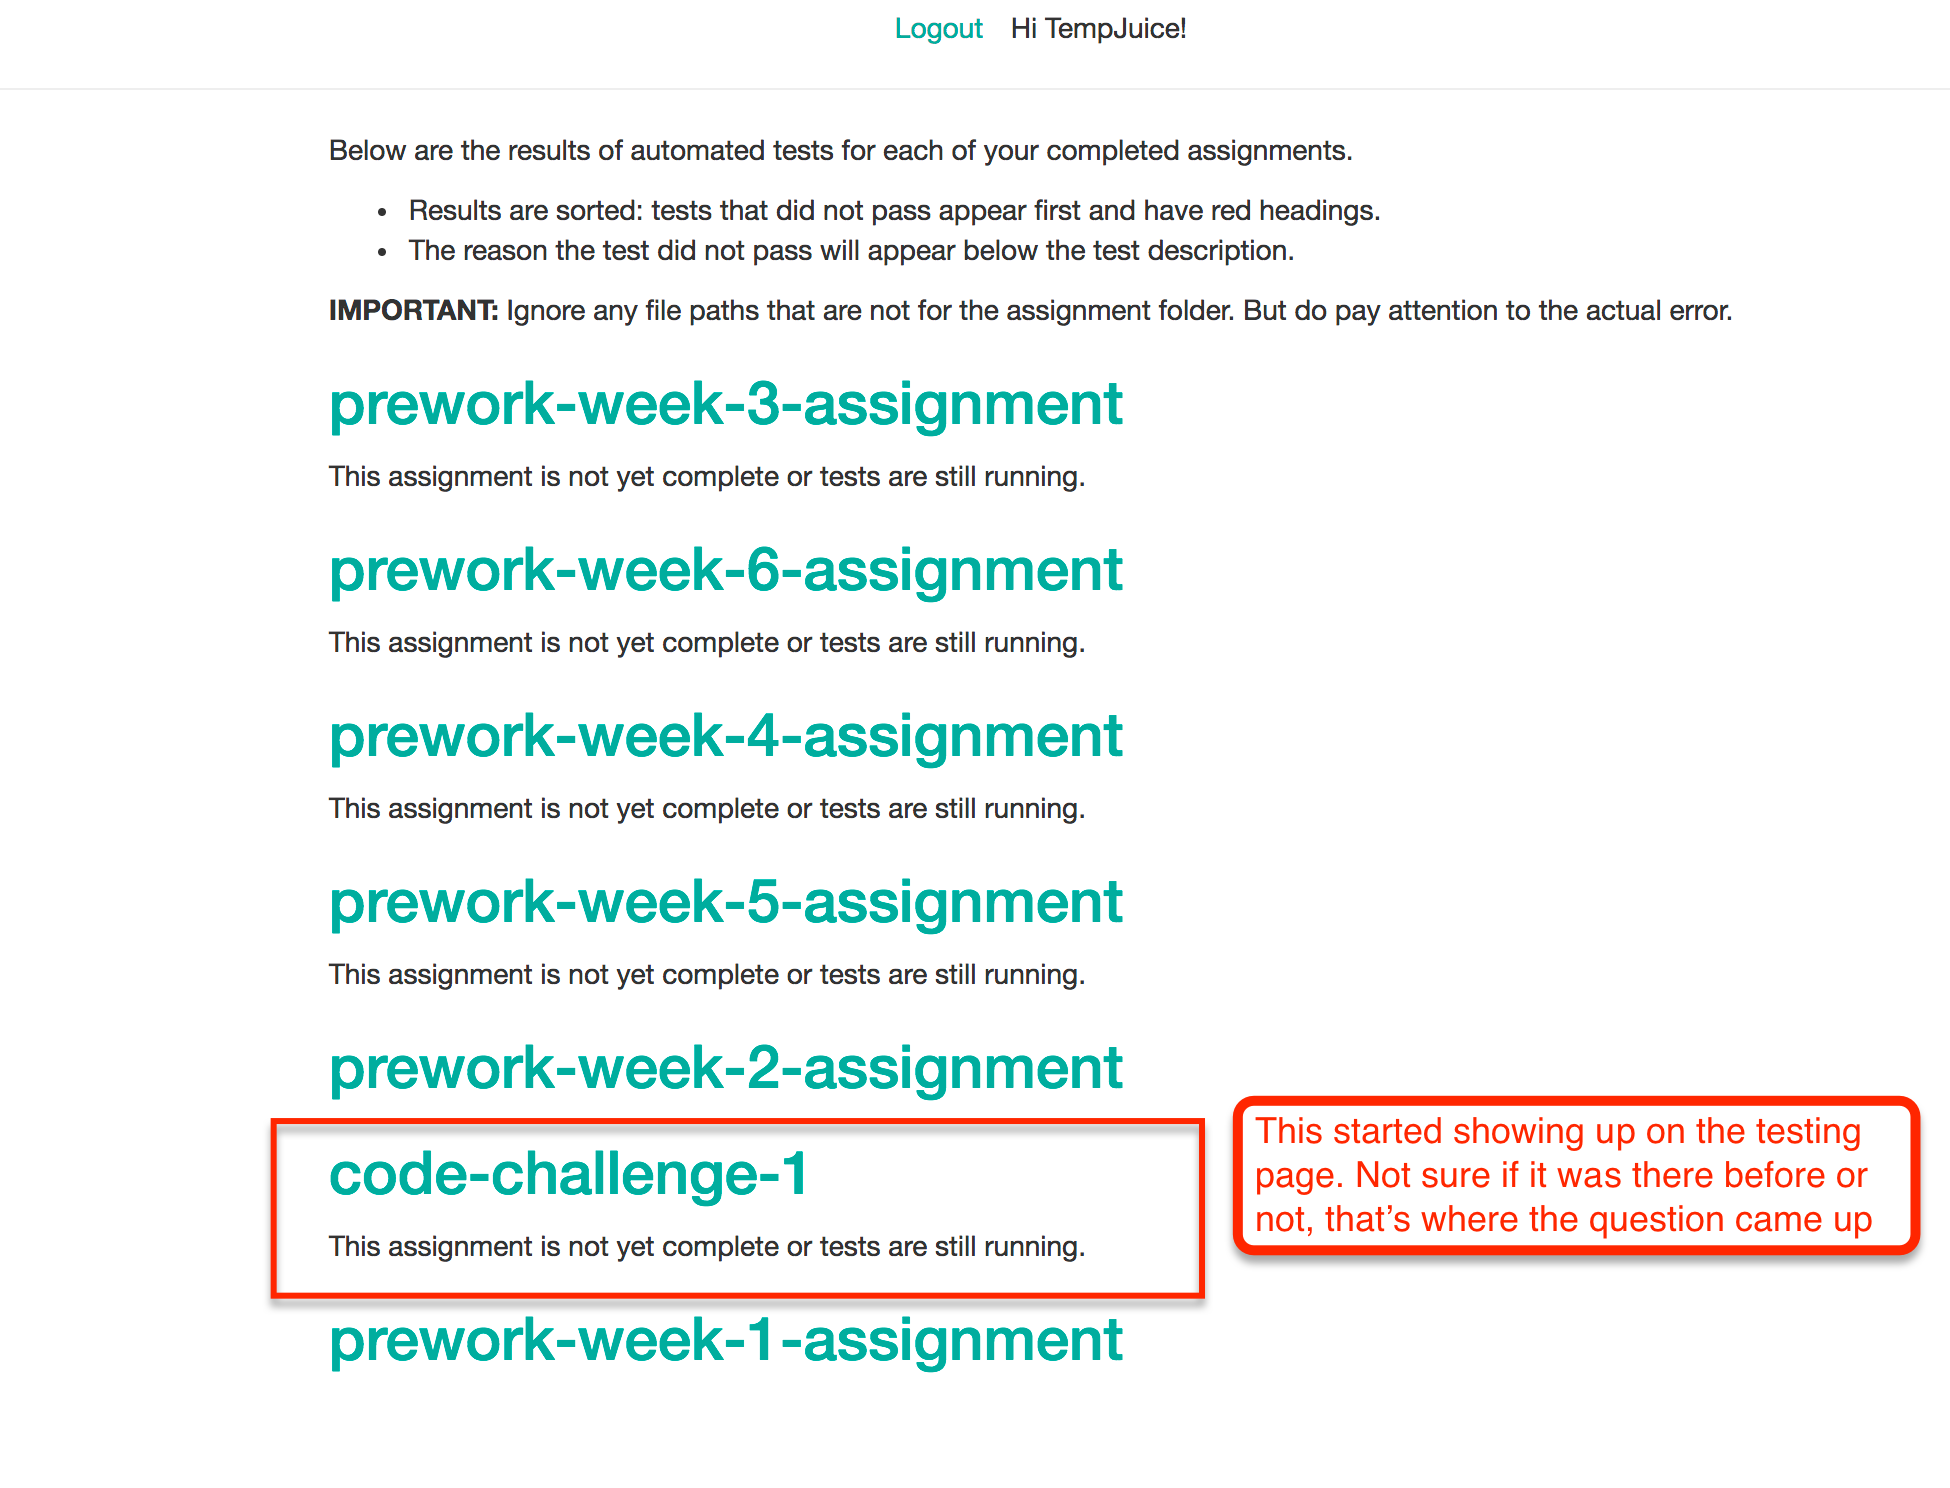 Logout Hi TempJuice!
Below are the results of automated tests for each of your completed assignments.
• Results are sorted: tests that did not pass appear first and have red headings.
• The reason the test did not pass will appear below the test description.
IMPORTANT: Ignore any file paths that are not for the assignment folder. But do pay attention to the actual error.
prework-week-3-assignment
This assignment is not yet complete or tests are still running.
prework-week-6-assignment
This assignment is not yet complete or tests are still running.
prework-week-4-assignment
This assignment is not yet complete or tests are still running.
prework-week-5-assignment
This assignment is not yet complete or tests are still running.
prework-week-2-assignment
code-challenge-1
This assignment is not yet complete or tests are still running.
This started showing up on the testing
page. Not sure if it was there before or
not, that’s where the question came up
prework-week-1-assignment